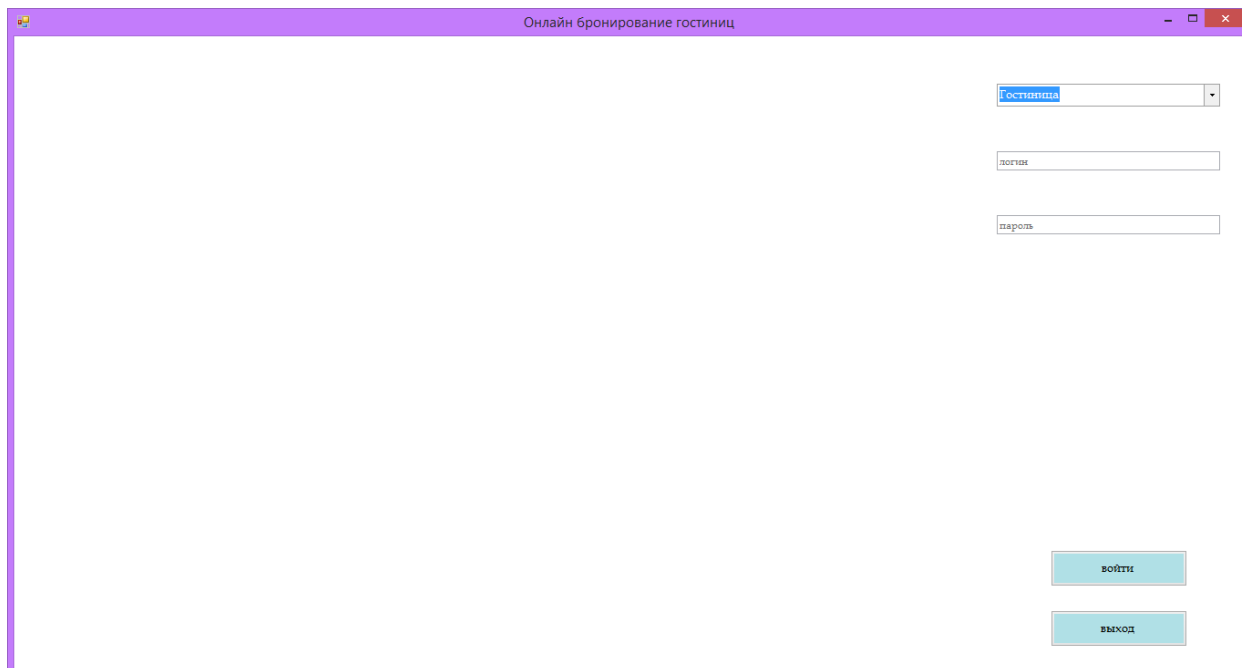 Онлайн бронирование гостиниц
Гостиница
логин
пароль
войти
выход